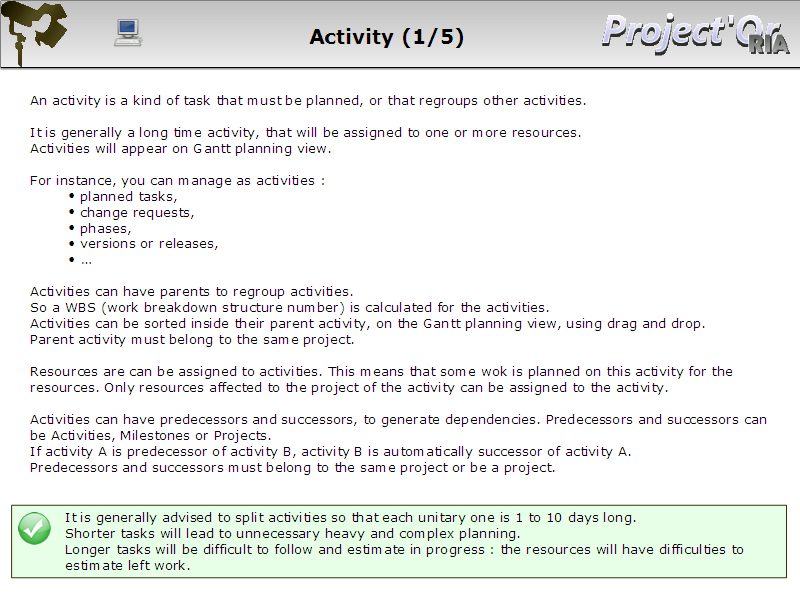 Activity (1/5)
Project'Or
RIA
An activity is a kind of task that must be planned, or that regroups other activities.
It is generally a long time activity, that will be assigned to one or more resources.
Activities will appear on Gantt planning view.
For instance, you can manage as activities :
• planned tasks,
• change requests,
• phases,
• versions or releases,
• ...
Activities can have parents to regroup activities.
So a WBS (work breakdown structure number) is calculated for the activities.
Activities can be sorted inside their parent activity, on the Gantt planning view, using drag and drop.
Parent activity must belong to the same project.
Resources are can be assigned to activities. This means that some wok is planned on this activity for the
resources. Only resources affected to the project of the activity can be assigned to the activity.
Activities can have predecessors and successors, to generate dependencies. Predecessors and successors can
be Activities, Milestones or Projects.
If activity A is predecessor of activity B, activity B is automatically successor of activity A.
Predecessors and successors must belong to the same project or be a project.
It is generally advised to split activities so that each unitary one is 1 to 10 days long.
Shorter tasks will lead to unnecessary heavy and complex planning.
Longer tasks will be difficult to follow and estimate in progress : the resources will have difficulties to
estimate left work.